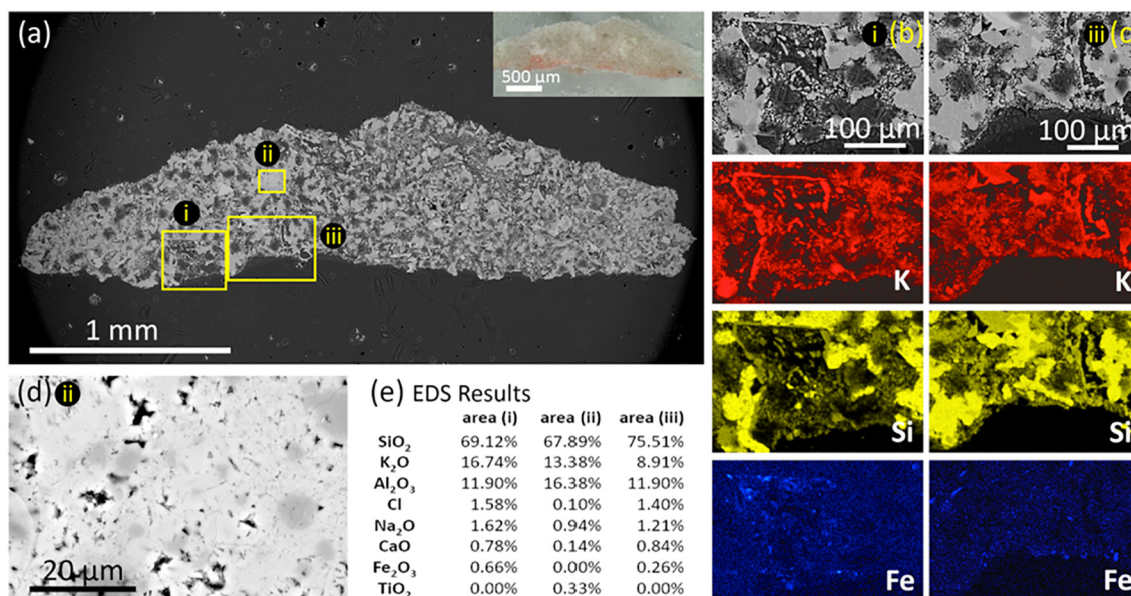 (a)
500 µm
ii
i
iii
1 mm
i (b)
100 µm
iii (c)
100 µm
K
K
Si
Si
Fe
Fe
(d) ii
20 µm
(e) EDS Results
area (i) area (ii) area (iii)
SiO₂ 69.12% 67.89% 75.51%
K₂O 16.74% 13.38% 8.91%
Al₂O₃ 11.90% 16.38% 11.90%
Cl 1.58% 0.10% 1.40%
Na₂O 1.62% 0.94% 1.21%
CaO 0.78% 0.14% 0.84%
Fe₂O₃ 0.66% 0.00% 0.26%
TiO₂ 0.00% 0.33% 0.00%